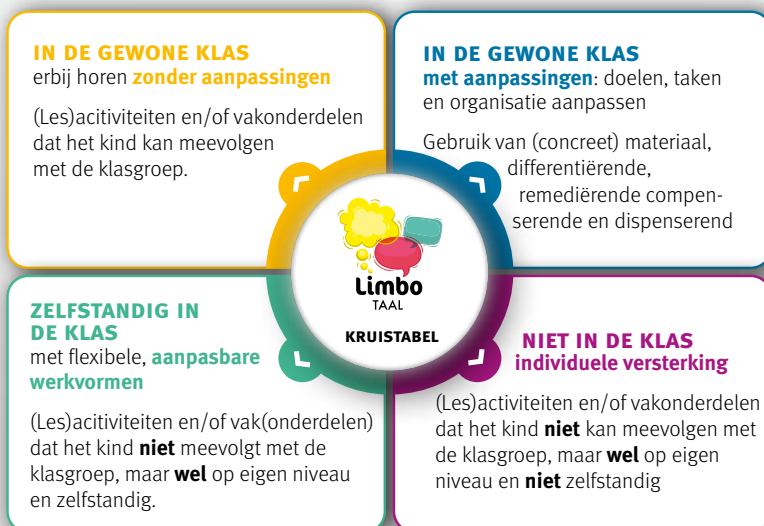 IN DE GEWONE KLAS
erbij horen zonder aanpassingen
(Les)acitiviteiten en/of vakonderdelen
dat het kind kan meevolgen
met de klasgroep.
IN DE GEWONE KLAS
met aanpassingen: doelen, taken
en organisatie aanpassen
Gebruik van (concreet) materiaal,
differentiërende,
remediërende compen-
serende en dispenserend
Limbo
TAAL
KRUISTABEL
ZELFSTANDIG IN
DE KLAS
met flexibele, aanpasbare
werkvormen
(Les)acitiviteiten en/of vak(onderdelen)
dat het kind niet meevolgt met de
klasgroep, maar wel op eigen niveau
en zelfstandig.
NIET IN DE KLAS
individuele versterking
(Les)activiteiten en/of vakonderdelen
dat het kind niet kan meevolgen met
de klasgroep, maar wel op eigen
niveau en niet zelfstandig